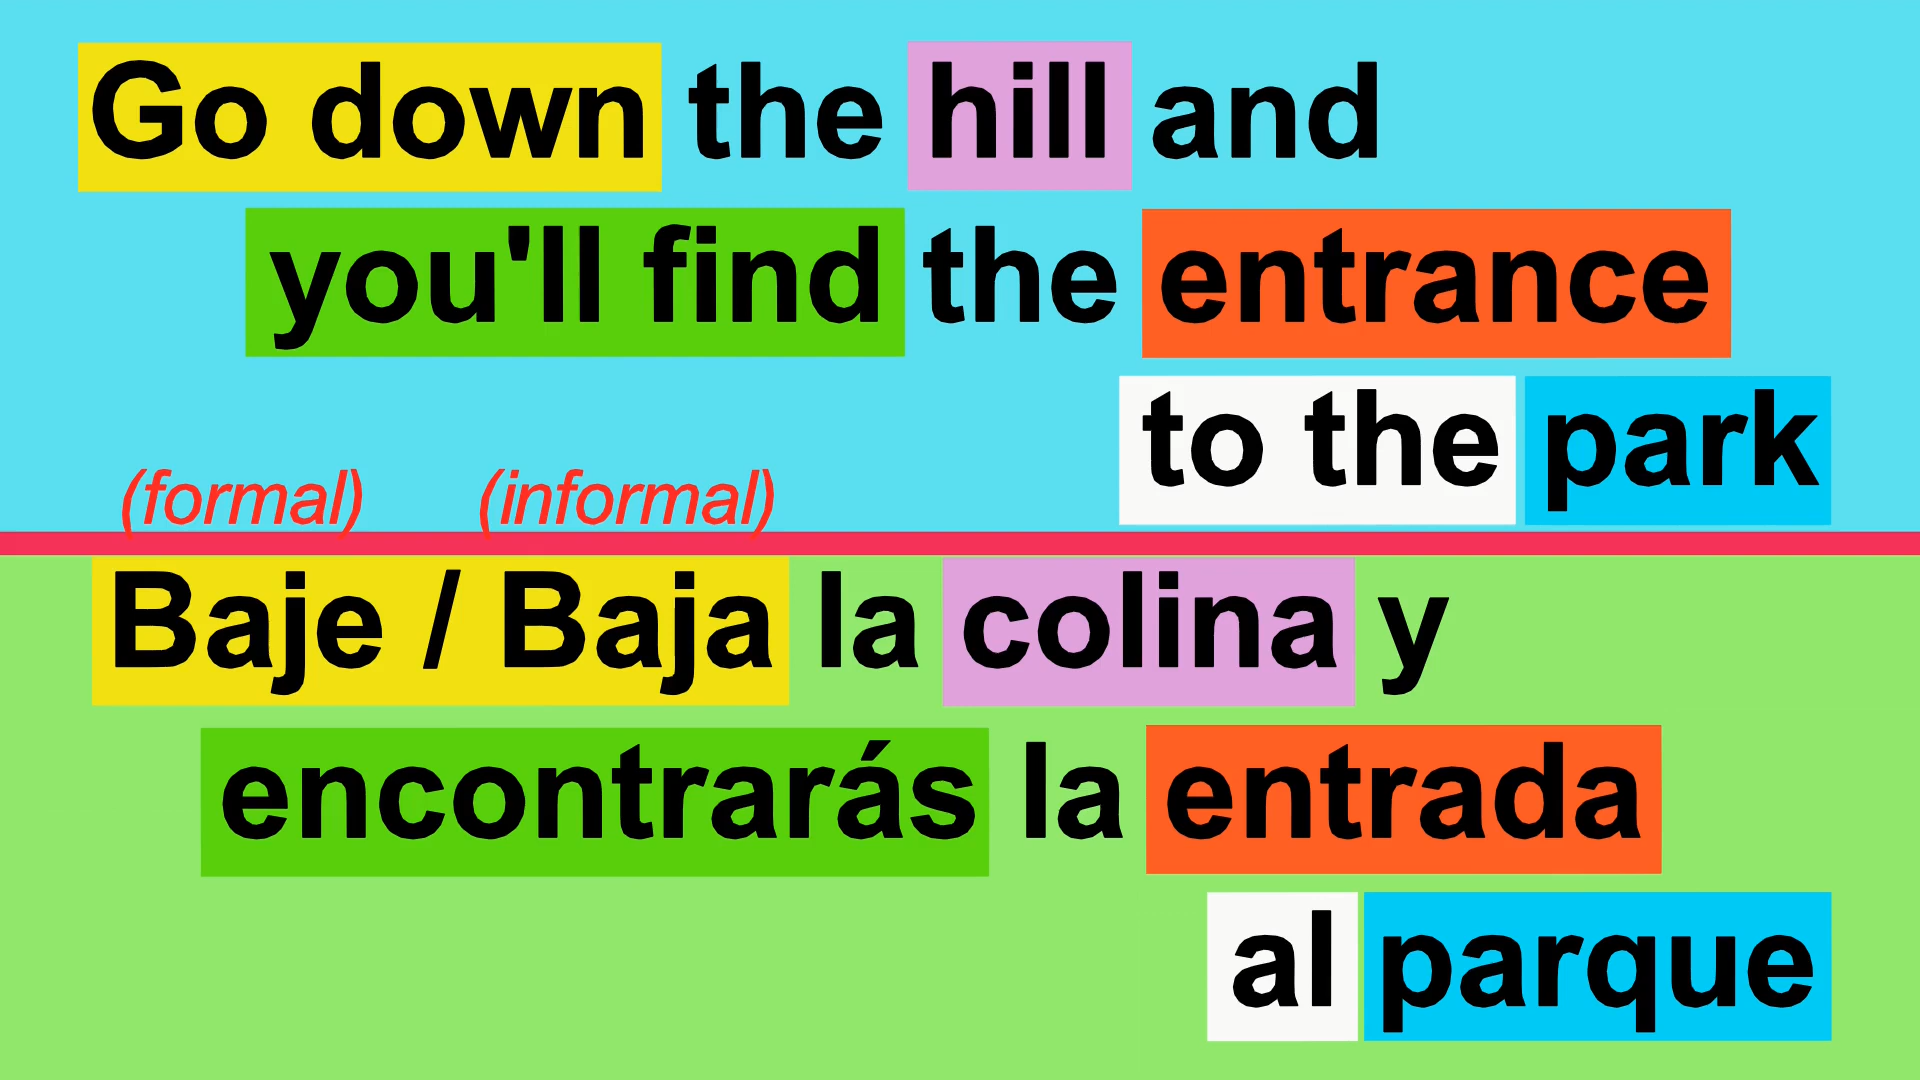 Go down the hill and
you'll find the entrance
to the park
(formal) (informal)
Baje / Baja la colina y
encontrarás la entrada
al parque